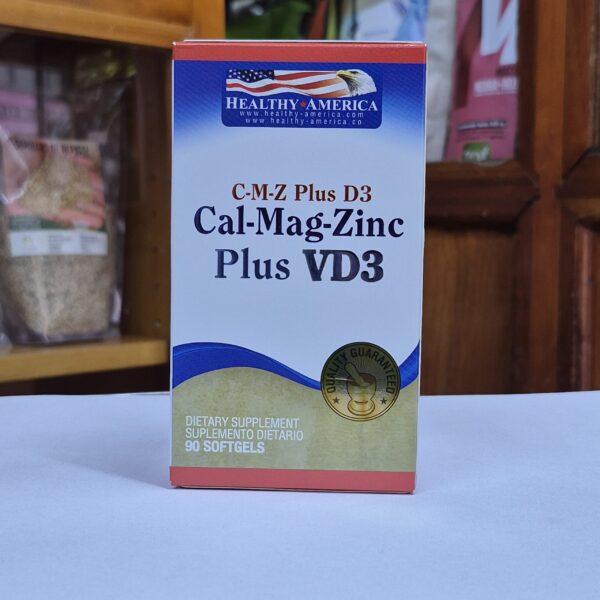 HEALTHY★AMERICA
www.healthy-america.com
www.healthy-america.co
C-M-Z Plus D3
Cal-Mag-Zinc
Plus VD3
QUALITY GUARANTEED
DIETARY SUPPLEMENT
SUPLEMENTO DIETARIO
90 SOFTGELS